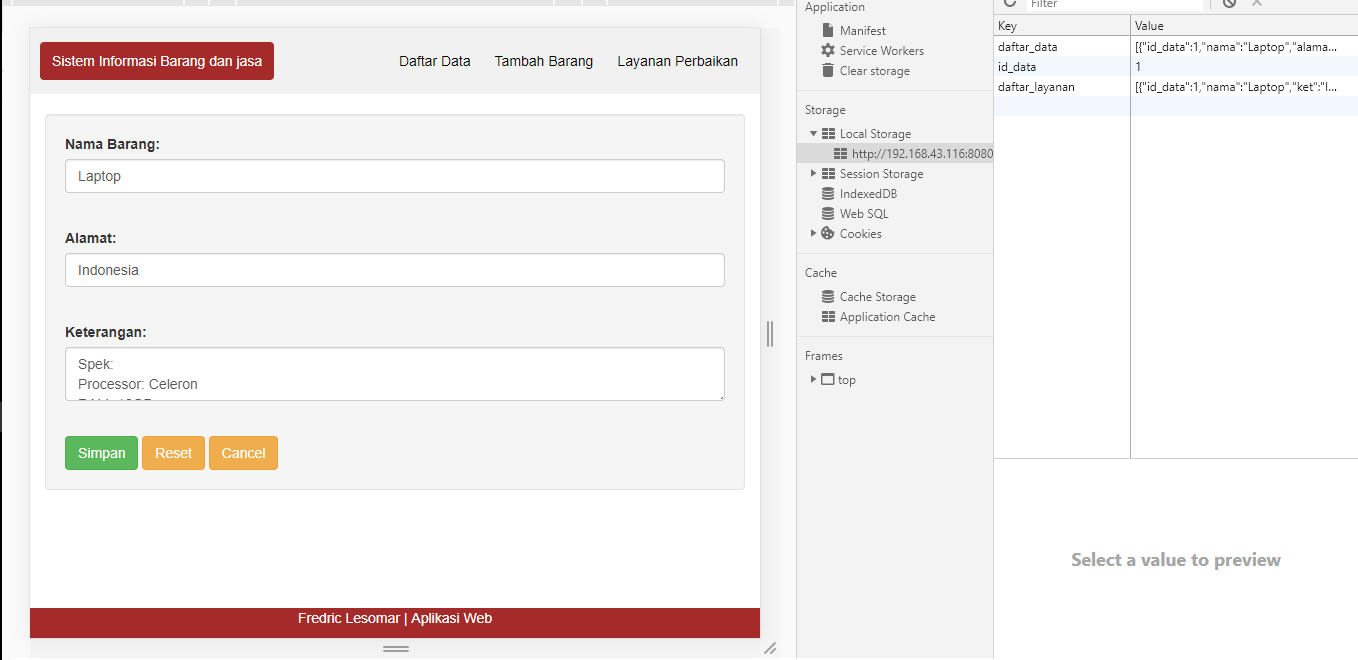 Sistem Informasi Barang dan jasa
Daftar Data
Tambah Barang
Layanan Perbaikan
Nama Barang:
Laptop
Alamat:
Indonesia
Keterangan:
Spek:
Processor: Celeron
Simpan
Reset
Cancel
Fredric Lesomar | Aplikasi Web
Application
Manifest
Service Workers
Clear storage
Storage
Local Storage
http://192.168.43.116:8080
Session Storage
IndexedDB
Web SQL
Cookies
Cache
Cache Storage
Application Cache
Frames
top
Filter
Key Value
daftar_data [{"id_data":1,"nama":"Laptop","alama...
id_data 1
daftar_layanan [{"id_data":1,"nama":"Laptop","ket":"l...
Select a value to preview